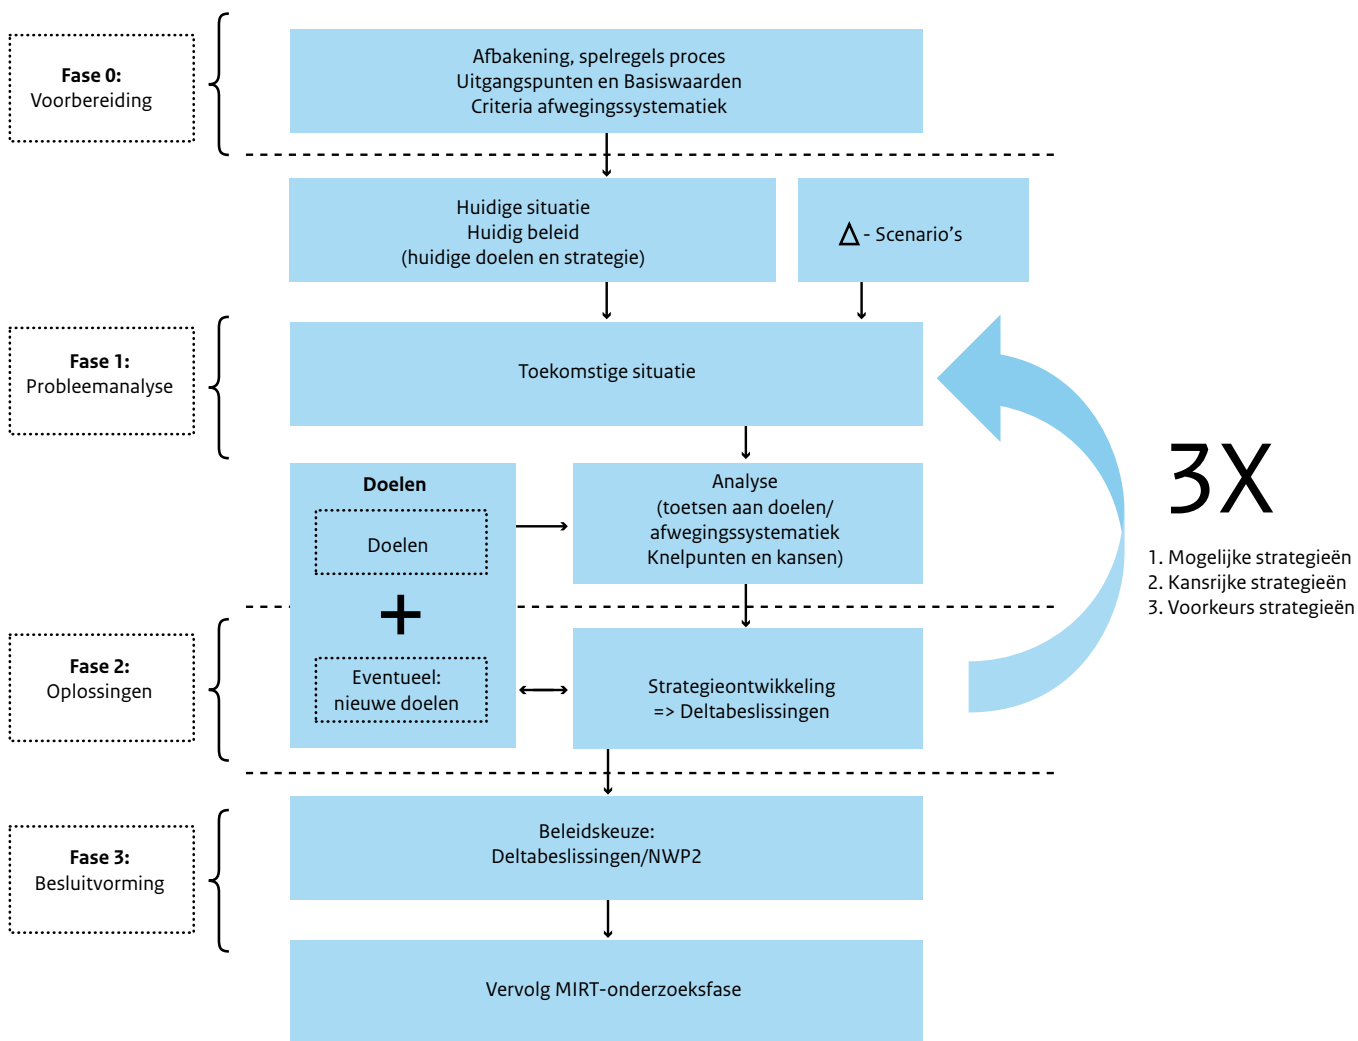 Fase 0:
Voorbereiding
Afbakening, spelregels proces
Uitgangspunten en Basiswaarden
Criteria afwegingssystematiek
Huidige situatie
Huidig beleid
(huidige doelen en strategie)
Δ - Scenario’s
Fase 1:
Probleemanalyse
Toekomstige situatie
Doelen
Doelen
+
Eventueel:
nieuwe doelen
Analyse
(toetsen aan doelen/
afwegingssystematiek
Knelpunten en kansen)
3X
1. Mogelijke strategieën
2. Kansrijke strategieën
3. Voorkeurs strategieën
Fase 2:
Oplossingen
Strategieontwikkeling
=> Deltabeslissingen
Fase 3:
Besluitvorming
Beleidskeuze:
Deltabeslissingen/NWP2
Vervolg MIRT-onderzoeksfase